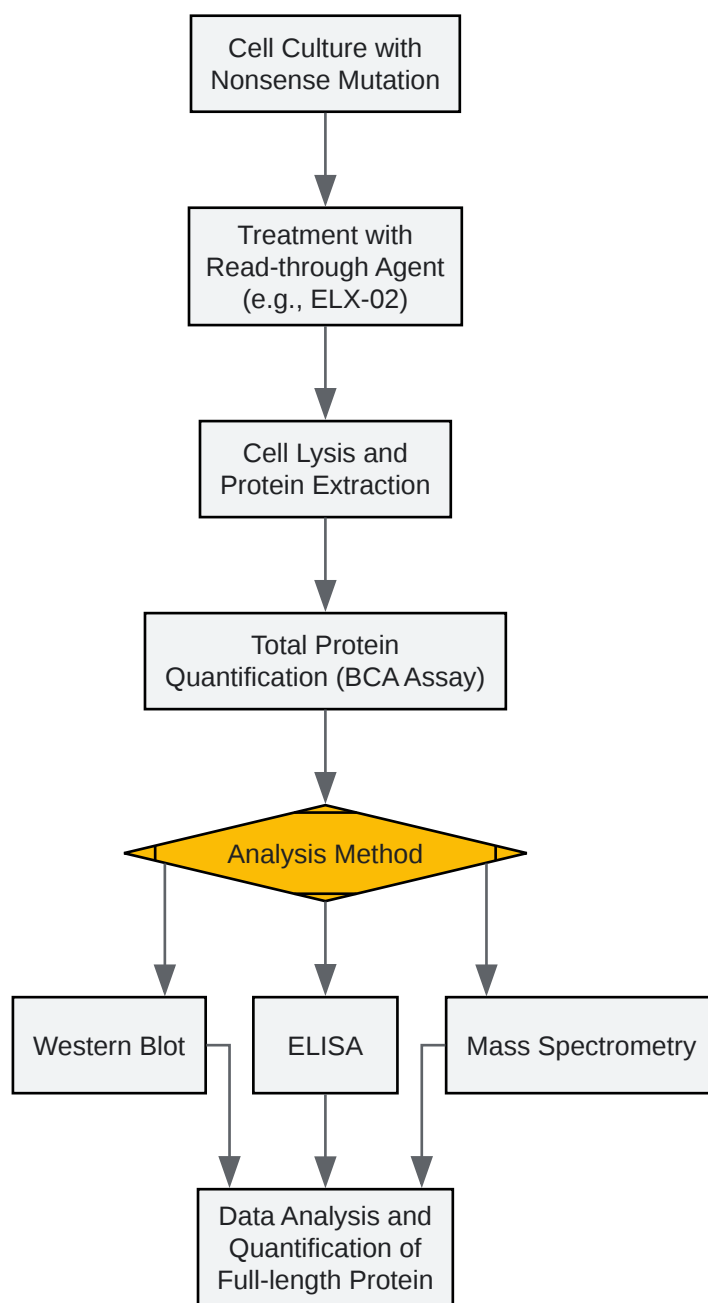 Cell Culture with
Nonsense Mutation
Treatment with
Read-through Agent
(e.g., ELX-02)
Cell Lysis and
Protein Extraction
Total Protein
Quantification (BCA Assay)
Analysis Method
Western Blot
ELISA
Mass Spectrometry
Data Analysis and
Quantification of
Full-length Protein